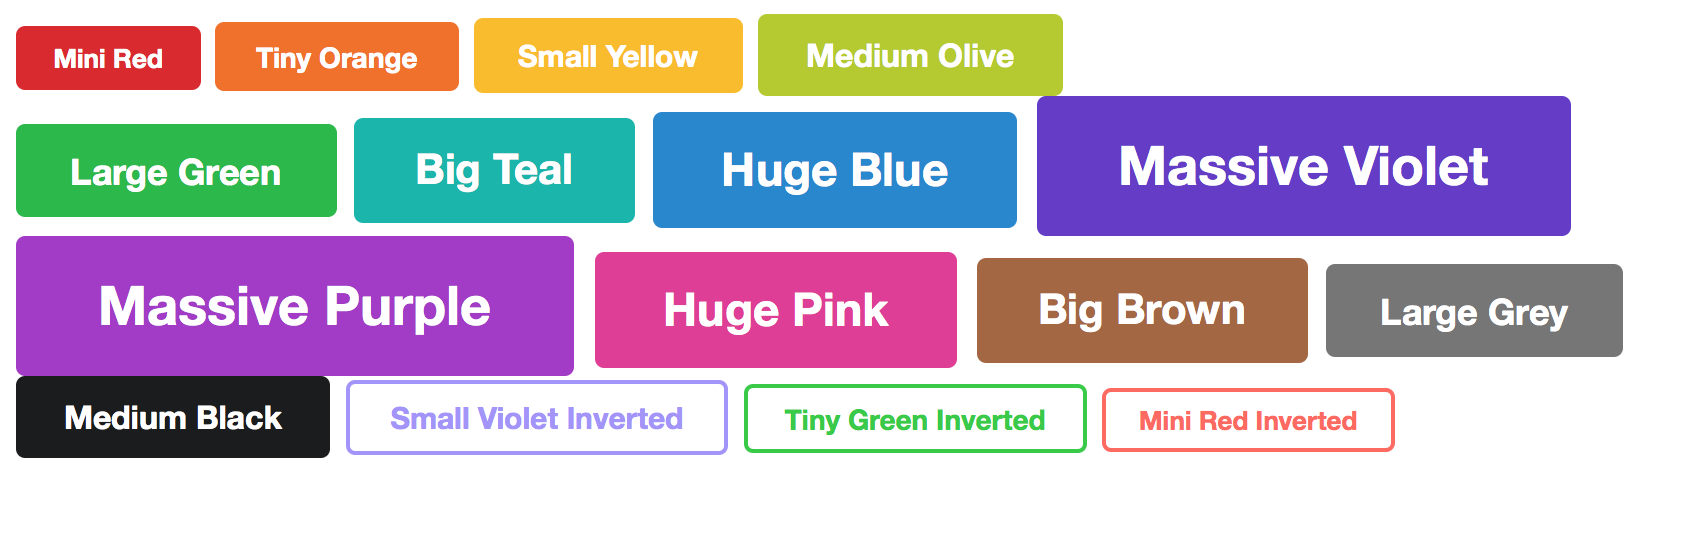 Mini Red
Tiny Orange
Small Yellow
Medium Olive
Large Green
Big Teal
Huge Blue
Massive Violet
Massive Purple
Huge Pink
Big Brown
Large Grey
Medium Black
Small Violet Inverted
Tiny Green Inverted
Mini Red Inverted